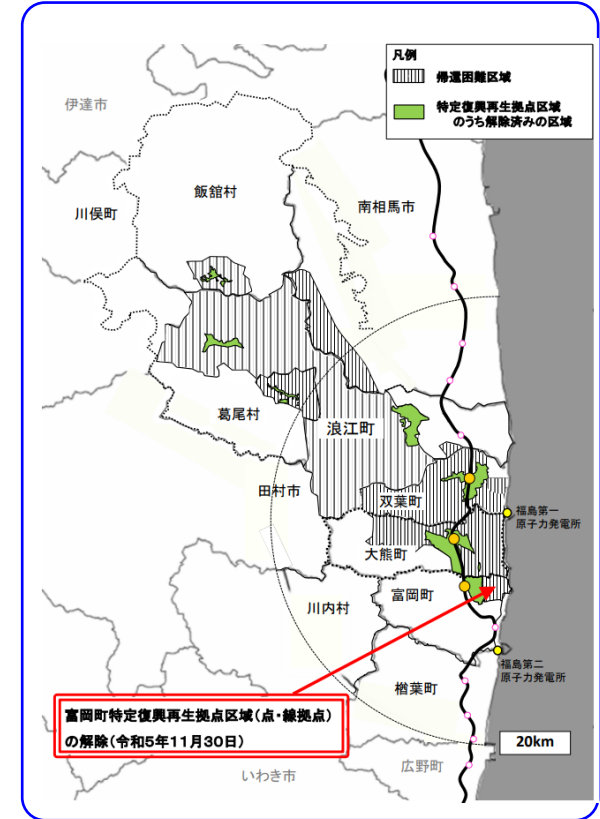 凡例
帰還困難区域
特定復興再生拠点区域
のうち解除済みの区域
伊達市
飯舘村
川俣町
南相馬市
葛尾村
浪江町
田村市
双葉町
福島第一
原子力発電所
大熊町
富岡町
川内村
福島第二
原子力発電所
楢葉町
富岡町特定復興再生拠点区域(点・線拠点)
の解除(令和5年11月30日)
20km
広野町
いわき市